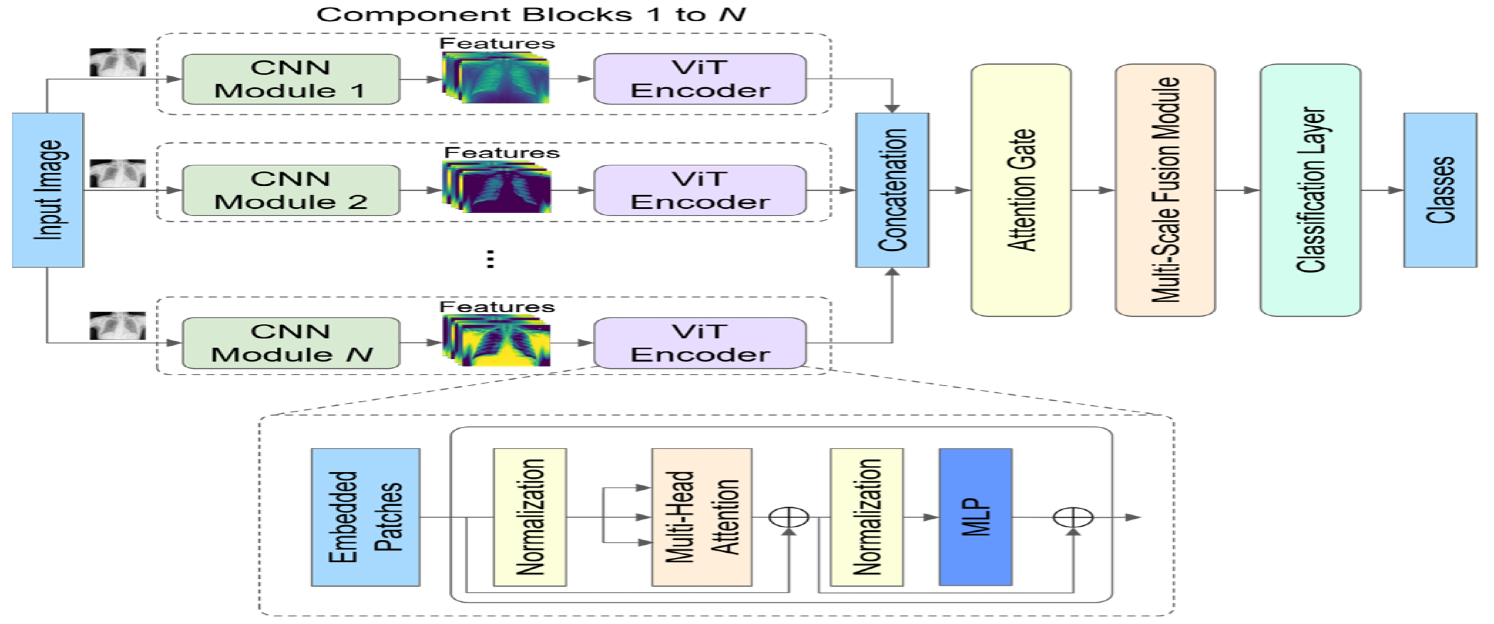 Component Blocks 1 to N
Input Image
CNN
Module 1
Features
ViT
Encoder
CNN
Module 2
Features
ViT
Encoder
...
CNN
Module N
Features
ViT
Encoder
Concatenation
Attention Gate
Multi-Scale Fusion Module
Classification Layer
Classes
Embedded
Patches
Normalization
Multi-Head
Attention
Normalization
MLP